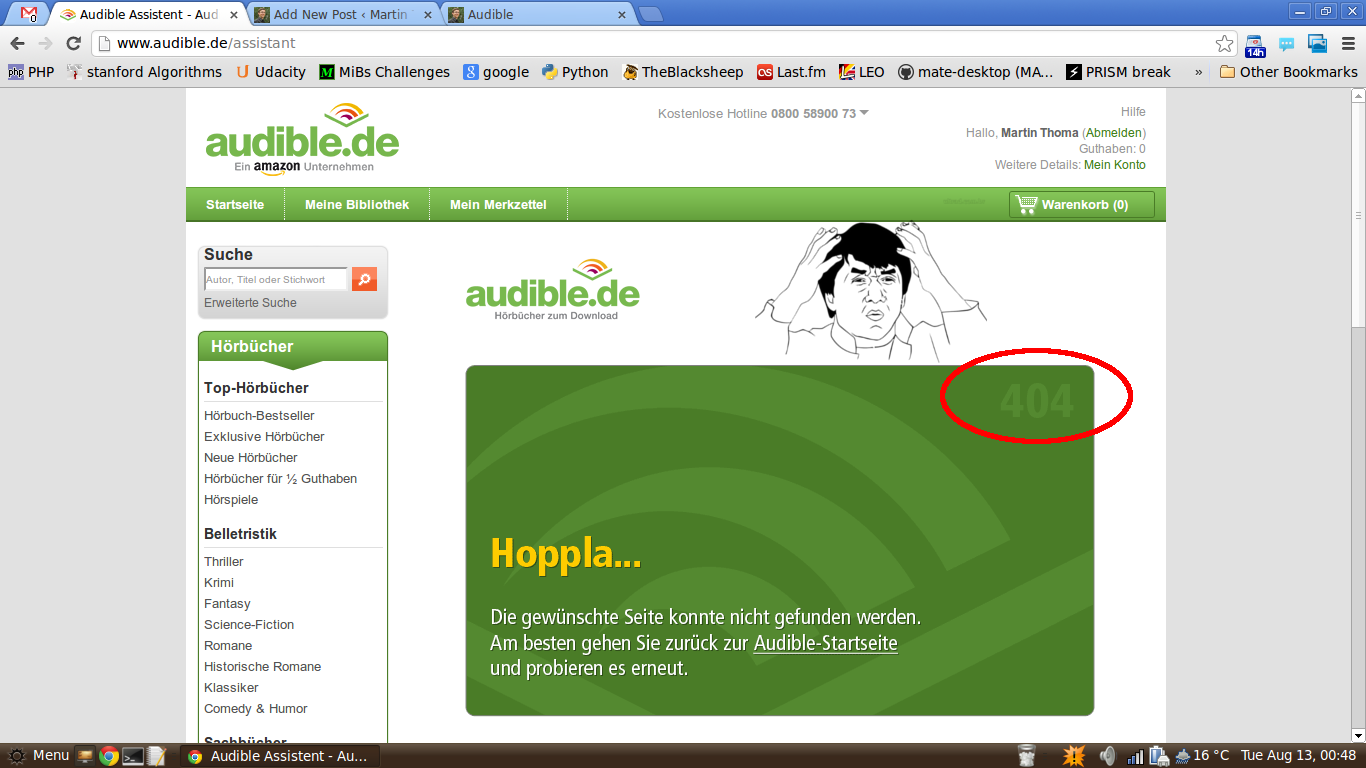 0
Audible Assistent - Aud
Add New Post ‹ Martin
Audible
www.audible.de/assistant
14h
php PHP
stanford Algorithms
U Udacity
M MiBs Challenges
8 google
Python
TheBlacksheep
os Last.fm
LEO
mate-desktop (MA...
PRISM break
»
Other Bookmarks
audible.de
Ein amazon Unternehmen
Kostenlose Hotline 0800 58900 73
Hilfe
Hallo, Martin Thoma (Abmelden)
Guthaben: 0
Weitere Details: Mein Konto
Startseite
Meine Bibliothek
Mein Merkzettel
Warenkorb (0)
Suche
Autor, Titel oder Stichwort
Erweiterte Suche
Hörbücher
Top-Hörbücher
Hörbuch-Bestseller
Exklusive Hörbücher
Neue Hörbücher
Hörbücher für ½ Guthaben
Hörspiele
Belletristik
Thriller
Krimi
Fantasy
Science-Fiction
Romane
Historische Romane
Klassiker
Comedy & Humor
Sachbücher
audible.de
Hörbücher zum Download
404
Hoppla...
Die gewünschte Seite konnte nicht gefunden werden.
Am besten gehen Sie zurück zur Audible-Startseite
und probieren es erneut.
Menu
Audible Assistent - Au...
16 °C
Tue Aug 13, 00:48